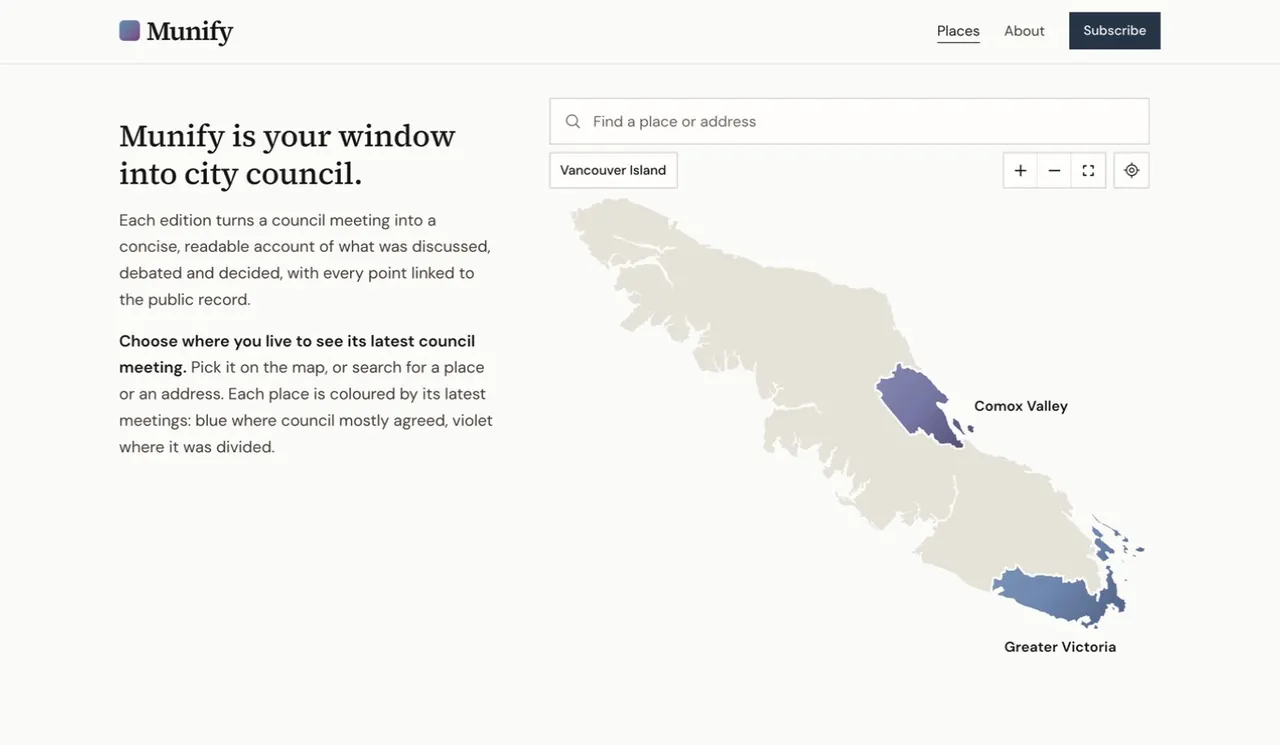 Munify
Places
About
Subscribe
Munify is your window
into city council.
Each edition turns a council meeting into a
concise, readable account of what was discussed,
debated and decided, with every point linked to
the public record.
Choose where you live to see its latest council
meeting. Pick it on the map, or search for a place
or an address. Each place is coloured by its latest
meetings: blue where council mostly agreed, violet
where it was divided.
Find a place or address
Vancouver Island
Comox Valley
Greater Victoria